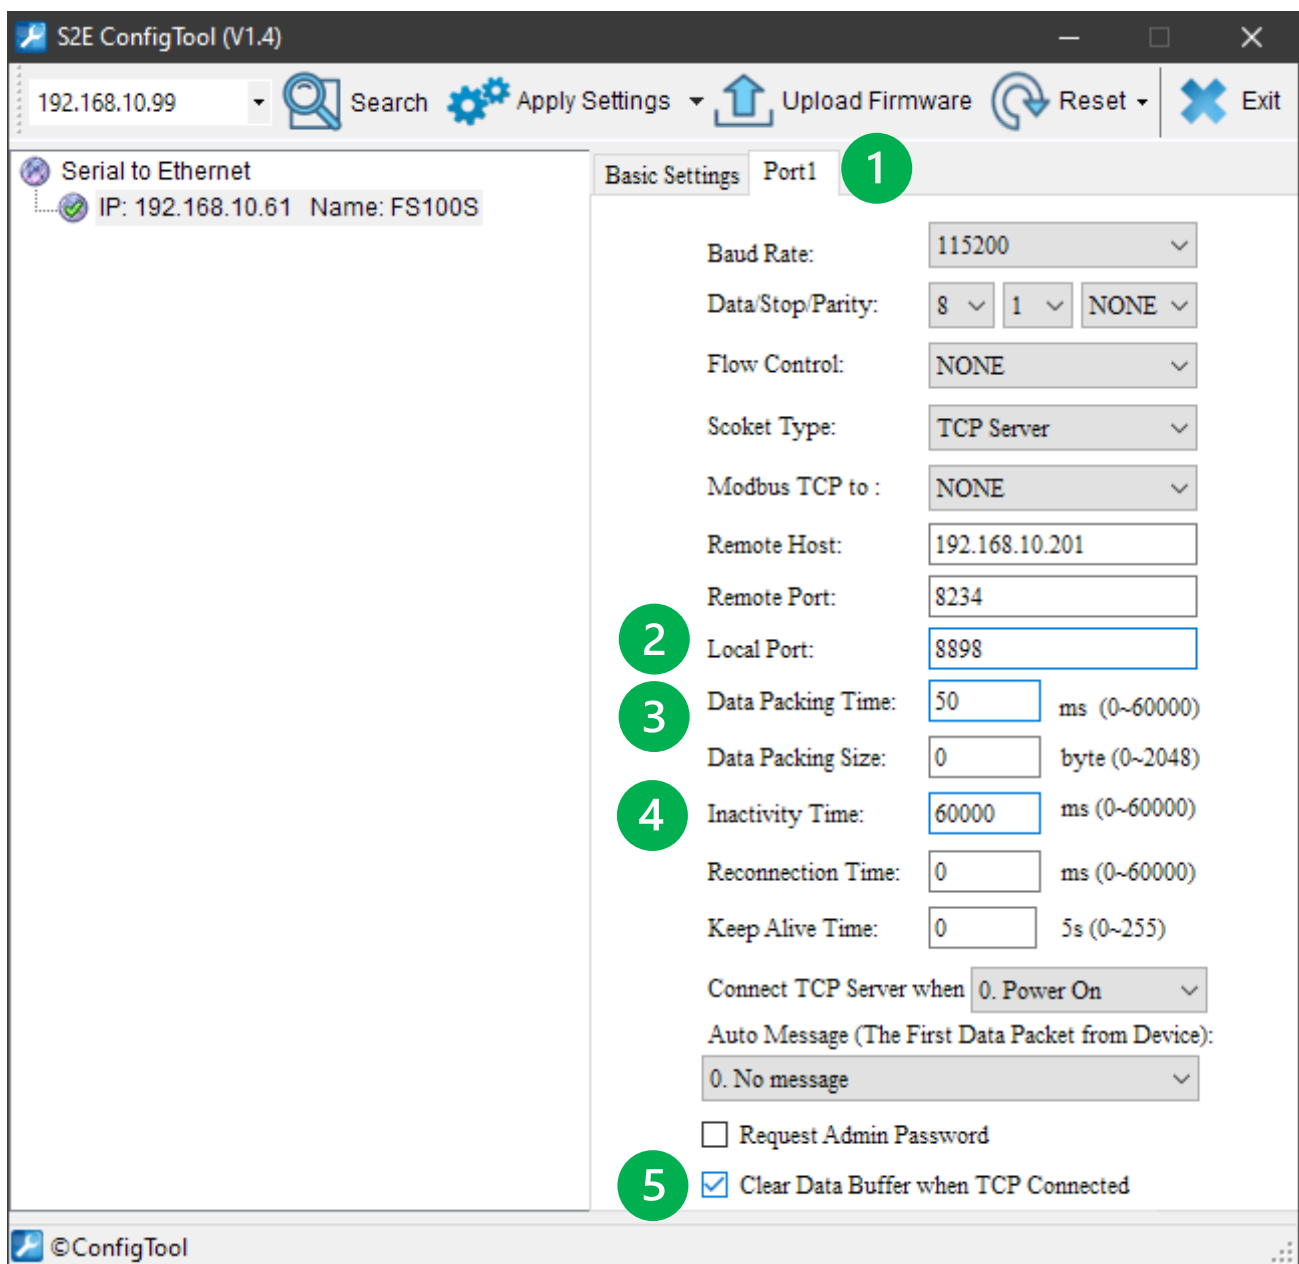 S2E ConfigTool (V1.4)
192.168.10.99 Search Apply Settings Upload Firmware Reset Exit
Serial to Ethernet
IP: 192.168.10.61 Name: FS100S
Basic Settings Port1 1
Baud Rate: 115200
Data/Stop/Parity: 8 1 NONE
Flow Control: NONE
Scoket Type: TCP Server
Modbus TCP to : NONE
Remote Host: 192.168.10.201
Remote Port: 8234
2 Local Port: 8898
3 Data Packing Time: 50 ms (0~60000)
Data Packing Size: 0 byte (0~2048)
4 Inactivity Time: 60000 ms (0~60000)
Reconnection Time: 0 ms (0~60000)
Keep Alive Time: 0 5s (0~255)
Connect TCP Server when 0. Power On
Auto Message (The First Data Packet from Device):
0. No message
Request Admin Password
5 Clear Data Buffer when TCP Connected
©ConfigTool